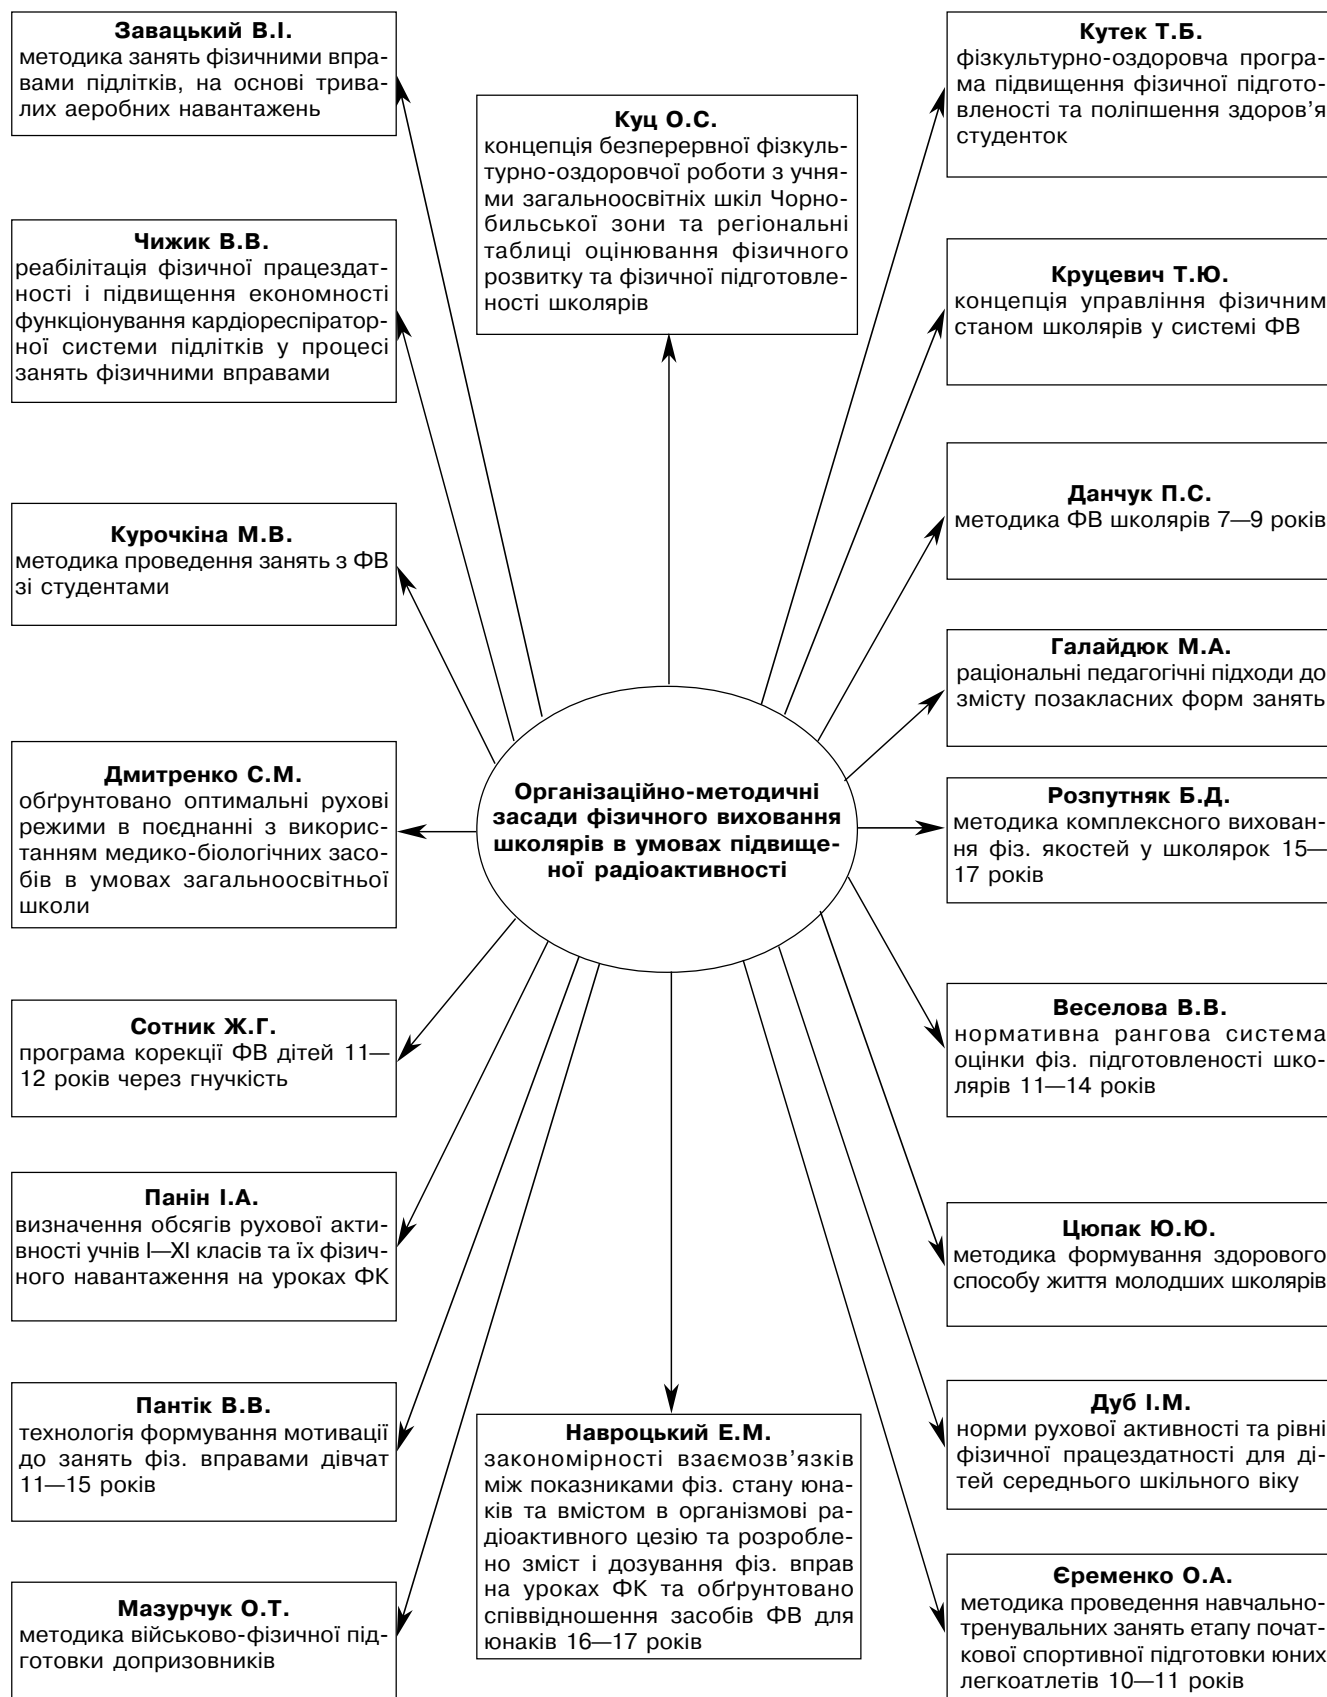 Завацький В.І.
методика занять фізичними впра-
вами підлітків, на основі трива-
лих аеробних навантажень
Куц О.С.
концепція безперервної фізкуль-
турно-оздоровчої роботи з учня-
ми загальноосвітніх шкіл Чорно-
бильської зони та регіональні
таблиці оцінювання фізичного
розвитку та фізичної підготовле-
ності школярів
Кутек Т.Б.
фізкультурно-оздоровча програ-
ма підвищення фізичної підгото-
вленості та поліпшення здоров’я
студенток
Чижик В.В.
реабілітація фізичної працездат-
ності і підвищення економності
функціонування кардіореспіратор-
ної системи підлітків у процесі
занять фізичними вправами
Круцевич Т.Ю.
концепція управління фізичним
станом школярів у системі ФВ
Курочкіна М.В.
методика проведення занять з ФВ
зі студентами
Данчук П.С.
методика ФВ школярів 7—9 років
Галайдюк М.А.
раціональні педагогічні підходи до
змісту позакласних форм занять
Дмитренко С.М.
обґрунтовано оптимальні рухові
режими в поєднанні з викорис-
танням медико-біологічних засо-
бів в умовах загальноосвітньої
школи
Організаційно-методичні
засади фізичного виховання
школярів в умовах підвище-
ної радіоактивності
Розпутняк Б.Д.
методика комплексного вихован-
ня фіз. якостей у школярок 15—
17 років
Сотник Ж.Г.
програма корекції ФВ дітей 11—
12 років через гнучкість
Веселова В.В.
нормативна рангова система
оцінки фіз. підготовленості шко-
лярів 11—14 років
Панін І.А.
визначення обсягів рухової акти-
вності учнів I—XI класів та їх фізич-
ного навантаження на уроках ФК
Цюпак Ю.Ю.
методика формування здорового
способу життя молодших школярів
Пантік В.В.
технологія формування мотивації
до занять фіз. вправами дівчат
11—15 років
Навроцький Е.М.
закономірності взаємозв’язків
між показниками фіз. стану юна-
ків та вмістом в організмові ра-
діоактивного цезію та розробле-
но зміст і дозування фіз. вправ
на уроках ФК та обґрунтовано
співвідношення засобів ФВ для
юнаків 16—17 років
Дуб І.М.
норми рухової активності та рівні
фізичної працездатності для ді-
тей середнього шкільного віку
Мазурчук О.Т.
методика військово-фізичної під-
готовки допризовників
Єременко О.А.
методика проведення навчально-
тренувальних занять етапу почат-
кової спортивної підготовки юних
легкоатлетів 10—11 років